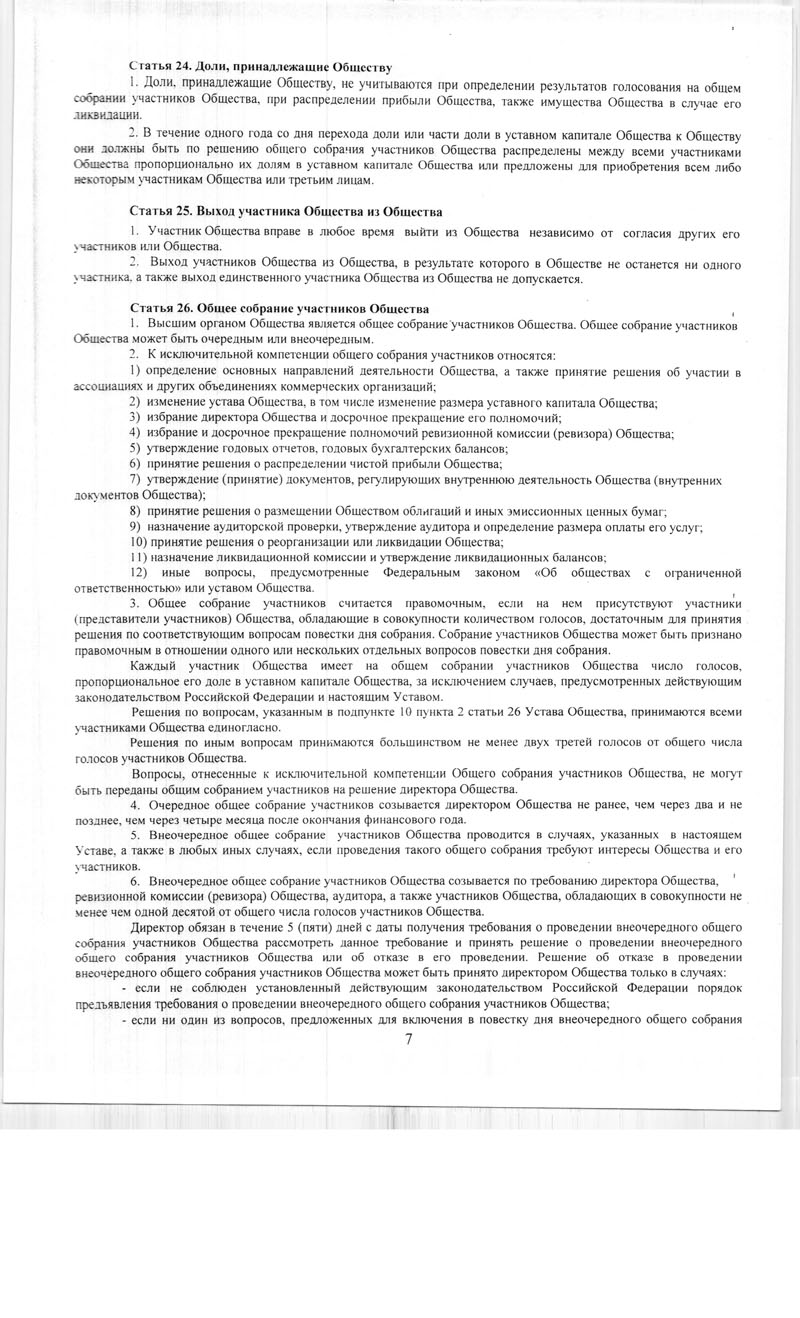 Статья 24. Доли, принадлежащие Обществу
1. Доли, принадлежащие Обществу, не учитываются при определении результатов голосования на общем
собрании участников Общества, при распределении прибыли Общества, также имущества Общества в случае его
ликвидации.
2. В течение одного года со дня перехода доли или части доли в уставном капитале Общества к Обществу
они должны быть по решению общего собрания участников Общества распределены между всеми участниками
Общества пропорционально их долям в уставном капитале Общества или предложены для приобретения всем либо
некоторым участникам Общества или третьим лицам.
Статья 25. Выход участника Общества из Общества
1. Участник Общества вправе в любое время выйти из Общества независимо от согласия других его
участников или Общества.
2. Выход участников Общества из Общества, в результате которого в Обществе не останется ни одного
участника, а также выход единственного участника Общества из Общества не допускается.
Статья 26. Общее собрание участников Общества
1. Высшим органом Общества является общее собрание участников Общества. Общее собрание участников
Общества может быть очередным или внеочередным.
2. К исключительной компетенции общего собрания участников относятся:
1) определение основных направлений деятельности Общества, а также принятие решения об участии в
ассоциациях и других объединениях коммерческих организаций;
2) изменение устава Общества, в том числе изменение размера уставного капитала Общества;
3) избрание директора Общества и досрочное прекращение его полномочий;
4) избрание и досрочное прекращение полномочий ревизионной комиссии (ревизора) Общества;
5) утверждение годовых отчетов, годовых бухгалтерских балансов;
6) принятие решения о распределении чистой прибыли Общества;
7) утверждение (принятие) документов, регулирующих внутреннюю деятельность Общества (внутренних
документов Общества);
8) принятие решения о размещении Обществом облигаций и иных эмиссионных ценных бумаг;
9) назначение аудиторской проверки, утверждение аудитора и определение размера оплаты его услуг;
10) принятие решения о реорганизации или ликвидации Общества;
11) назначение ликвидационной комиссии и утверждение ликвидационных балансов;
12) иные вопросы, предусмотренные Федеральным законом «Об обществах с ограниченной
ответственностью» или уставом Общества.
3. Общее собрание участников считается правомочным, если на нем присутствуют участники
(представители участников) Общества, обладающие в совокупности количеством голосов, достаточным для принятия
решения по соответствующим вопросам повестки дня собрания. Собрание участников Общества может быть признано
правомочным в отношении одного или нескольких отдельных вопросов повестки дня собрания.
Каждый участник Общества имеет на общем собрании участников Общества число голосов,
пропорциональное его доле в уставном капитале Общества, за исключением случаев, предусмотренных действующим
законодательством Российской Федерации и настоящим Уставом.
Решения по вопросам, указанным в подпункте 10 пункта 2 статьи 26 Устава Общества, принимаются всеми
участниками Общества единогласно.
Решения по иным вопросам принимаются большинством не менее двух третей голосов от общего числа
голосов участников Общества.
Вопросы, отнесенные к исключительной компетенции Общего собрания участников Общества, не могут
быть переданы общим собранием участников на решение директора Общества.
4. Очередное общее собрание участников созывается директором Общества не ранее, чем через два и не
позднее, чем через четыре месяца после окончания финансового года.
5. Внеочередное общее собрание участников Общества проводится в случаях, указанных в настоящем
Уставе, а также в любых иных случаях, если проведения такого общего собрания требуют интересы Общества и его
участников.
6. Внеочередное общее собрание участников Общества созывается по требованию директора Общества,
ревизионной комиссии (ревизора) Общества, аудитора, а также участников Общества, обладающих в совокупности не
менее чем одной десятой от общего числа голосов участников Общества.
Директор обязан в течение 5 (пяти) дней с даты получения требования о проведении внеочередного общего
собрания участников Общества рассмотреть данное требование и принять решение о проведении внеочередного
общего собрания участников Общества или об отказе в его проведении. Решение об отказе в проведении
внеочередного общего собрания участников Общества может быть принято директором Общества только в случаях:
- если не соблюден установленный действующим законодательством Российской Федерации порядок
предъявления требования о проведении внеочередного общего собрания участников Общества;
- если ни один из вопросов, предложенных для включения в повестку дня внеочередного общего собрания
7